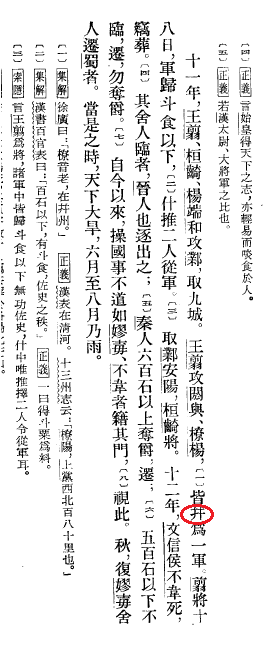 〔四〕正義 言始皇得天下之志,亦輕易而啖食於人。
〔五〕正義 若漢太尉、大將軍之比也。
十一年,王翦、桓齮、楊端和攻鄴,取九城。王翦攻閼與、橑楊,〔一〕皆并爲一軍。翦將十
八日,軍歸斗食以下,〔二〕什推二人從軍。〔三〕取鄴安陽,桓齮將。十二年,文信侯不韋死,
竊葬。〔四〕其舍人臨者,晉人也逐出之;〔五〕秦人六百石以上奪爵,遷;〔六〕五百石以下不
臨,遷,勿奪爵。〔七〕自今以來,操國事不道如嫪毐、不韋者籍其門,〔八〕視此。秋,復嫪毐舍
人遷蜀者。當是之時,天下大旱,六月至八月乃雨。
〔一〕集解 徐廣曰:「橑音老,在并州。」正義 漢表在清河。十三州志云:「橑陽,上黨西北百八十里也。」
〔二〕集解 漢書百官表曰:「百石以下,有斗食、佐史之秩。」正義 一曰得斗粟爲料。
〔三〕索隱 言王翦爲將,諸軍中皆歸斗食以下無功佐史,什中唯推擇二人令從軍耳。